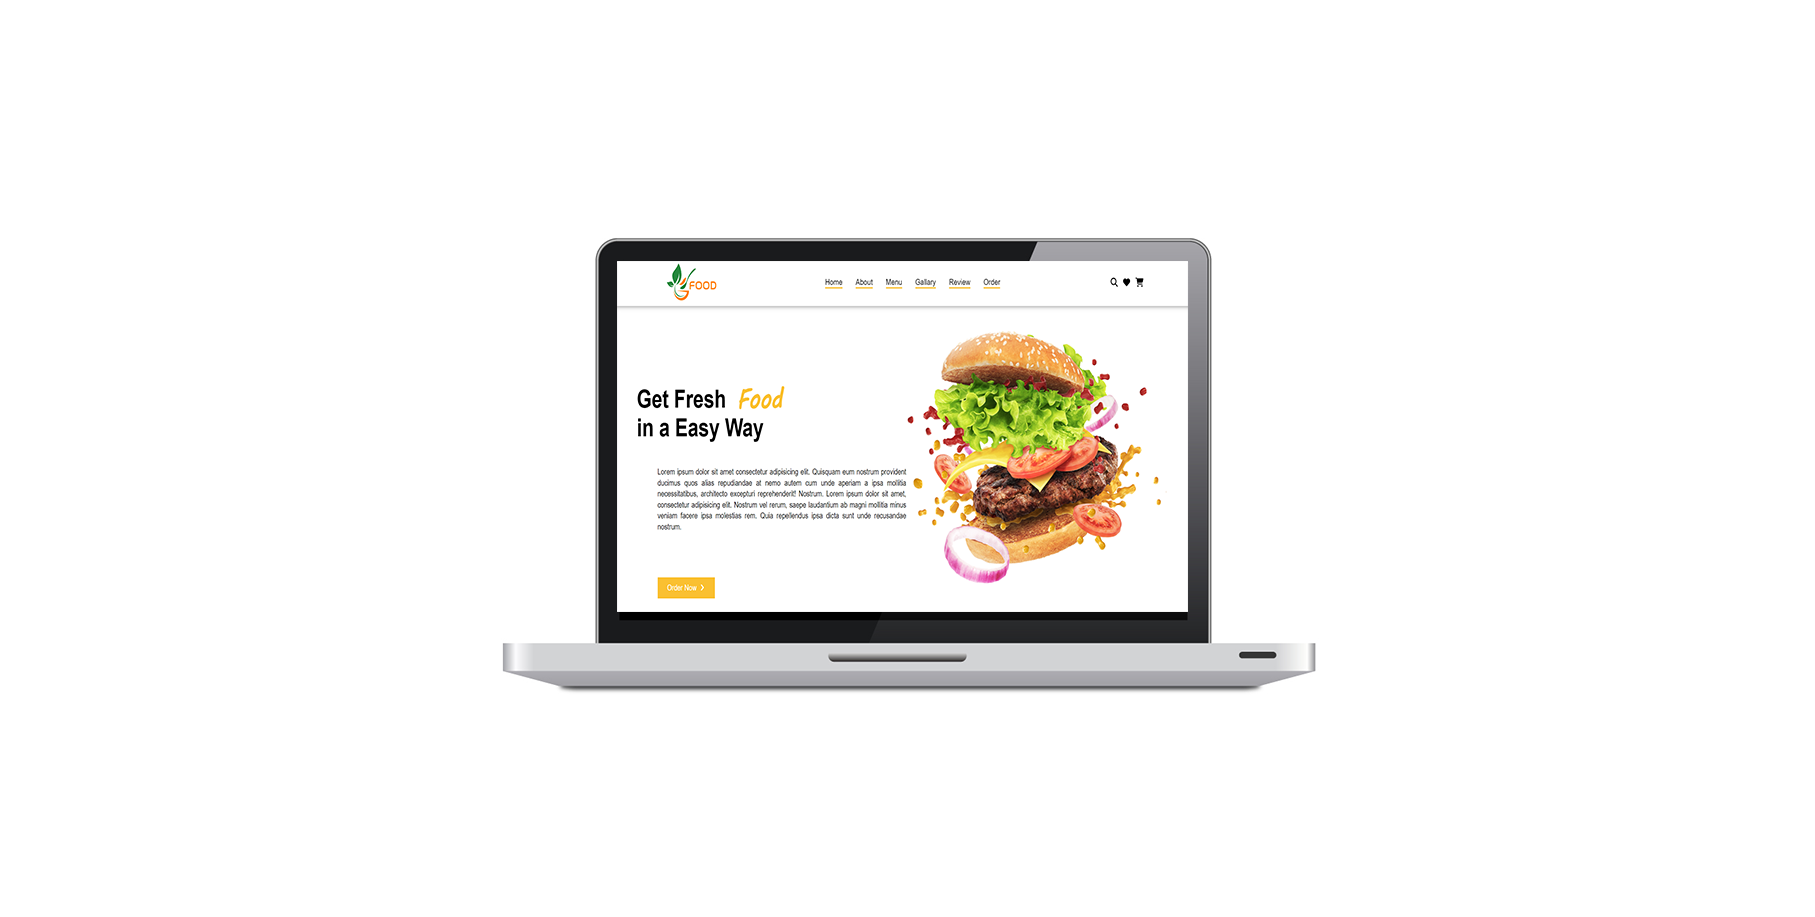 FOOD
Home About Menu Gallary Review Order
Get Fresh Food
in a Easy Way
Lorem ipsum dolor sit amet consectetur adipisicing elit. Quisquam eum nostrum provident
ducimus quos alias repudiandae at nemo autem cum unde aperiam a ipsa mollitia
necessitatibus, architecto excepturi reprehenderit! Nostrum. Lorem ipsum dolor sit amet,
consectetur adipisicing elit. Nostrum vel rerum, saepe laudantium ab magni mollitia minus
veniam facere ipsa molestias rem. Quia repellendus ipsa dicta sunt unde recusandae
nostrum.
Order Now